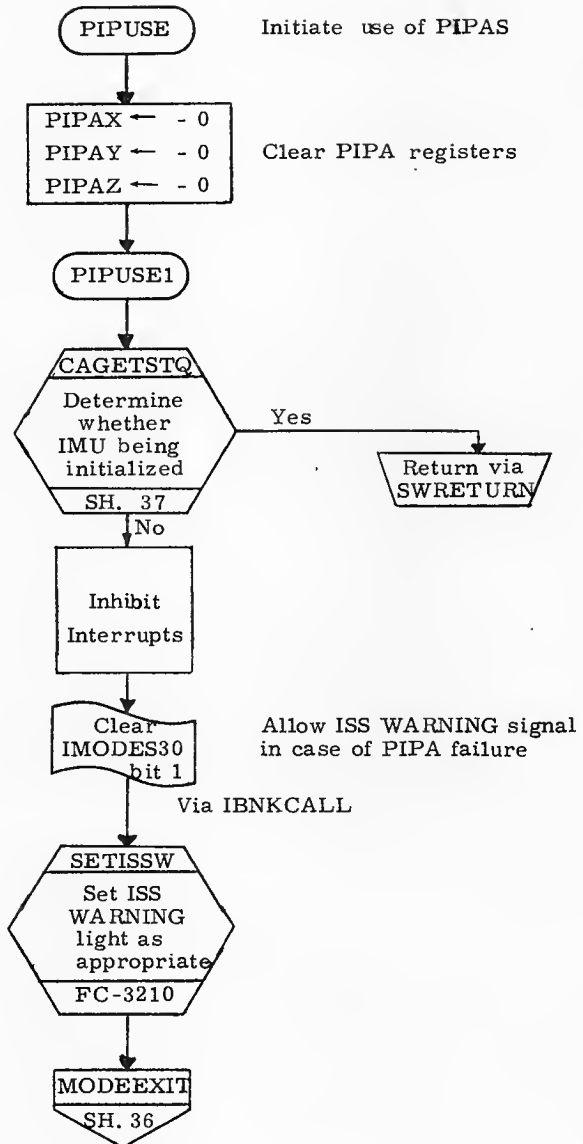 PIPUSE
Initiate use of PIPAS
PIPAX ← - 0
PIPAY ← - 0
PIPAZ ← - 0
Clear PIPA registers
PIPUSE1
CAGETSTQ
Determine
whether
IMU being
initialized
SH. 37
Yes
Return via
SWRETURN
No
Inhibit
Interrupts
Clear
IMODES30
bit 1
Allow ISS WARNING signal
in case of PIPA failure
Via IBNKCALL
SETISSW
Set ISS
WARNING
light as
appropriate
FC-3210
MODEEXIT
SH. 36